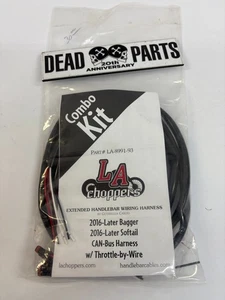 DEAD PARTS
20TH
ANNIVERSARY
Combo
Kit
Part# LA-8991-93
LA
Choppers
EXTENDED HANDLEBAR WIRING HARNESS
2016-Later Bagger
2016-Later Softail
CAN-Bus Harness
w/ Throttle-by-Wire
lachoppers.com